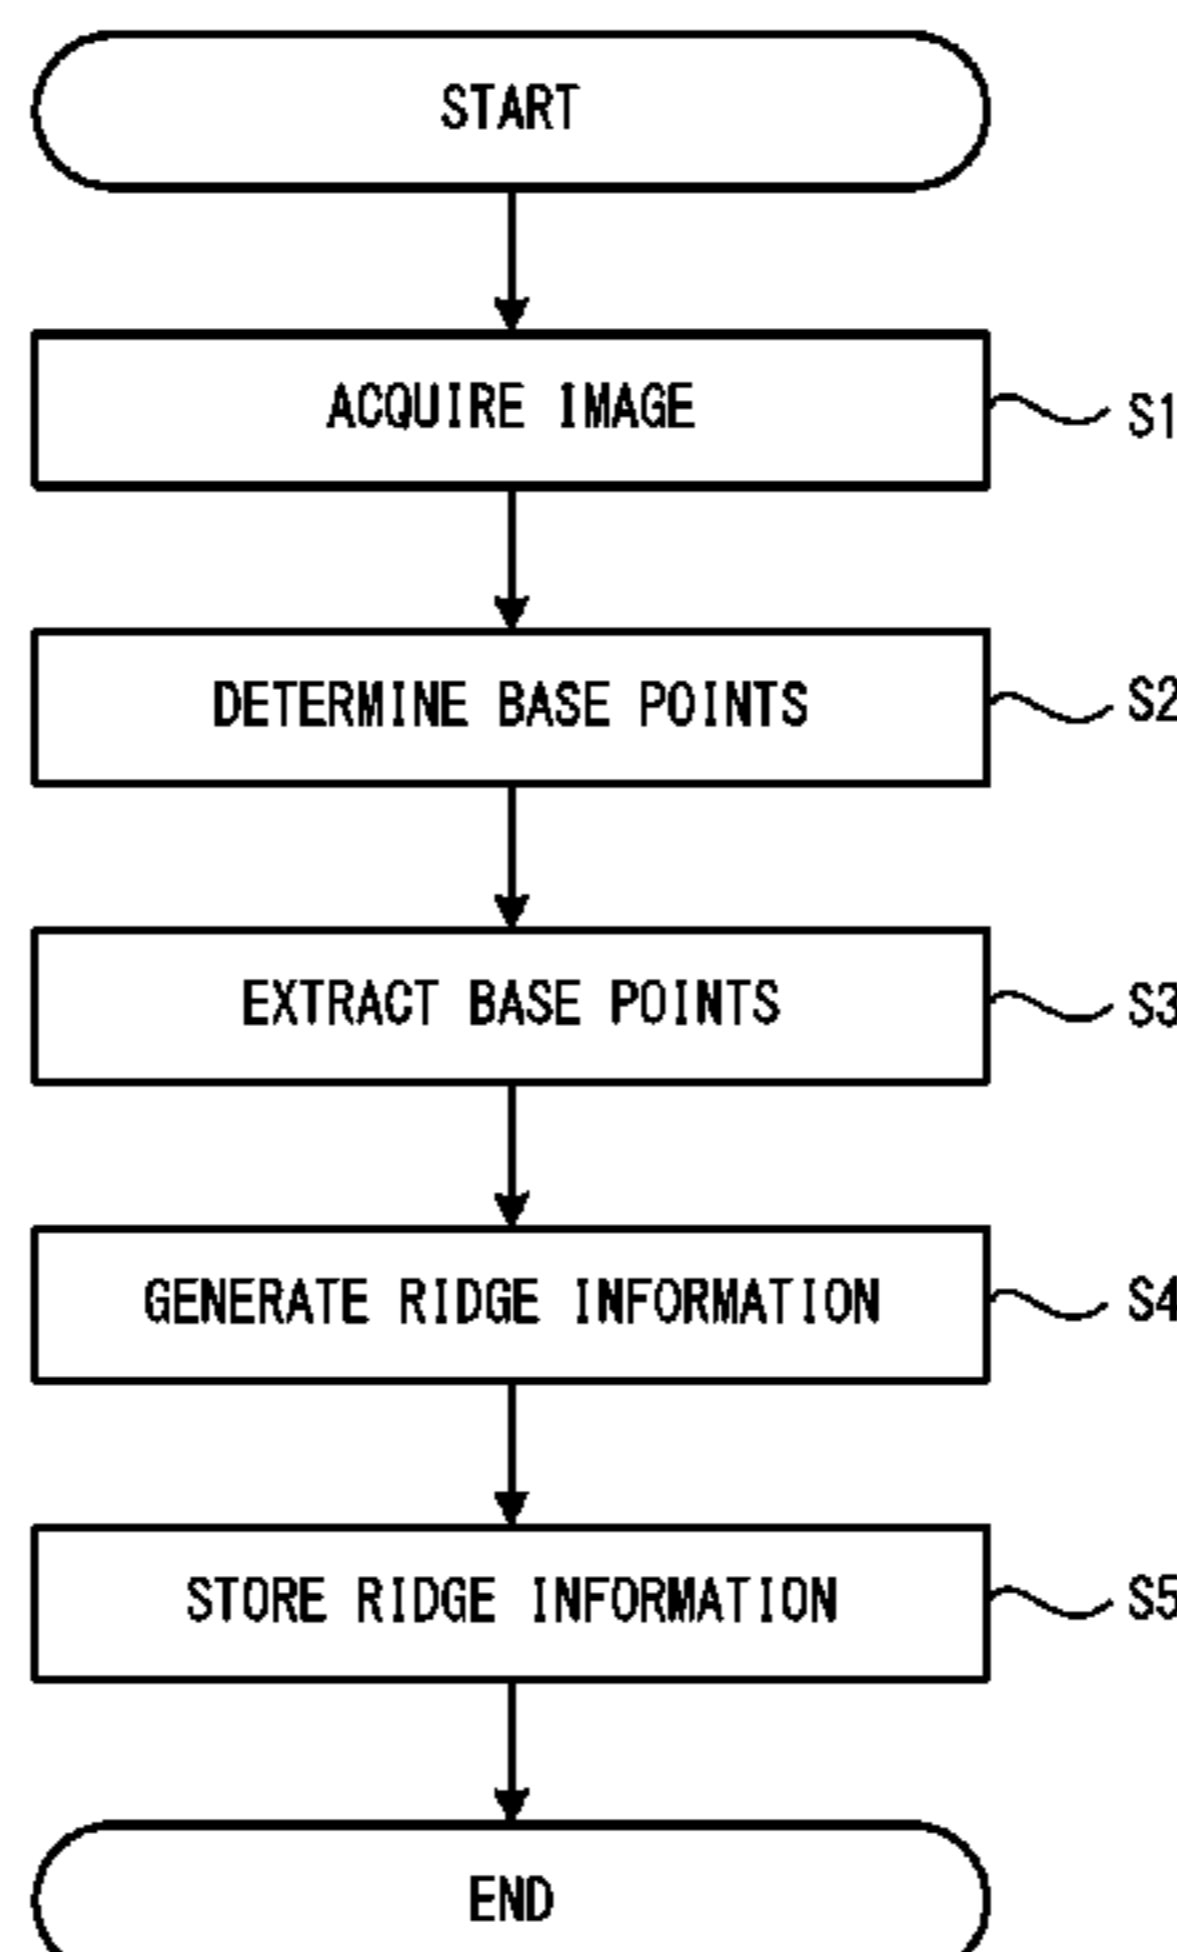 START
ACQUIRE IMAGE
S1
DETERMINE BASE POINTS
S2
EXTRACT BASE POINTS
S3
GENERATE RIDGE INFORMATION
S4
STORE RIDGE INFORMATION
S5
END